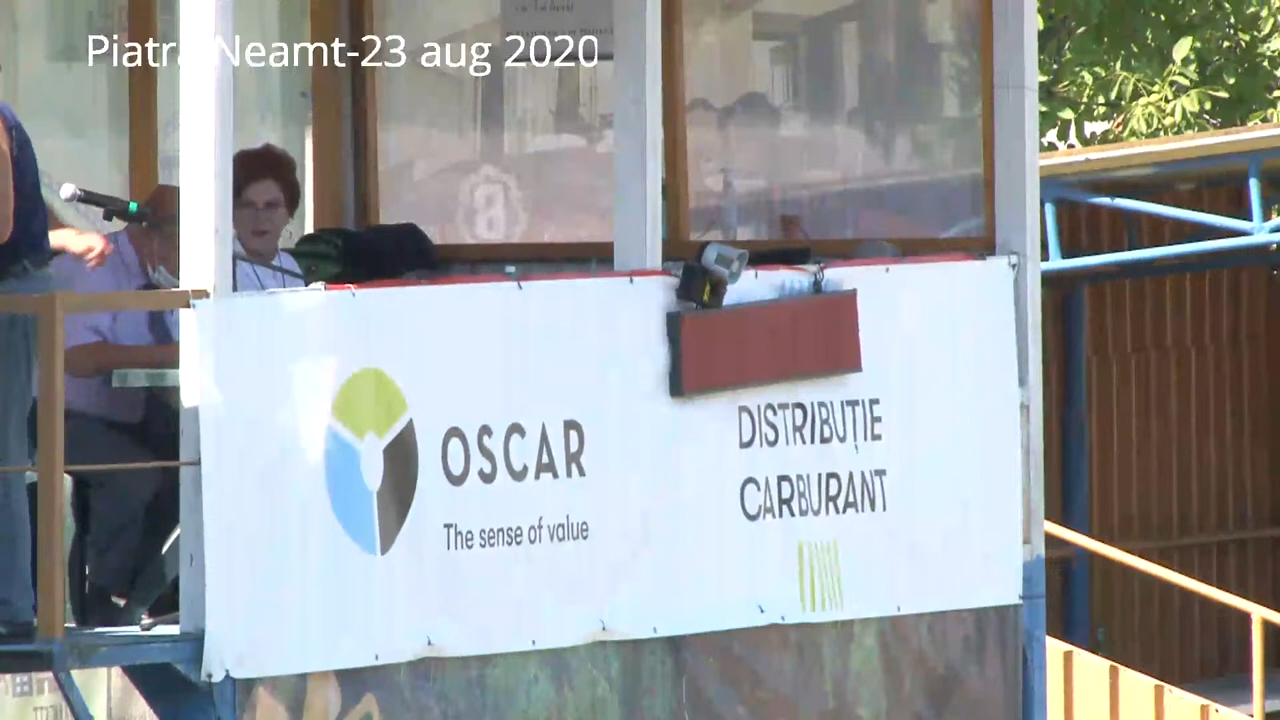 Piatra Neamt-23 aug 2020
OSCAR
The sense of value
DISTRIBUȚIE
CARBURANT